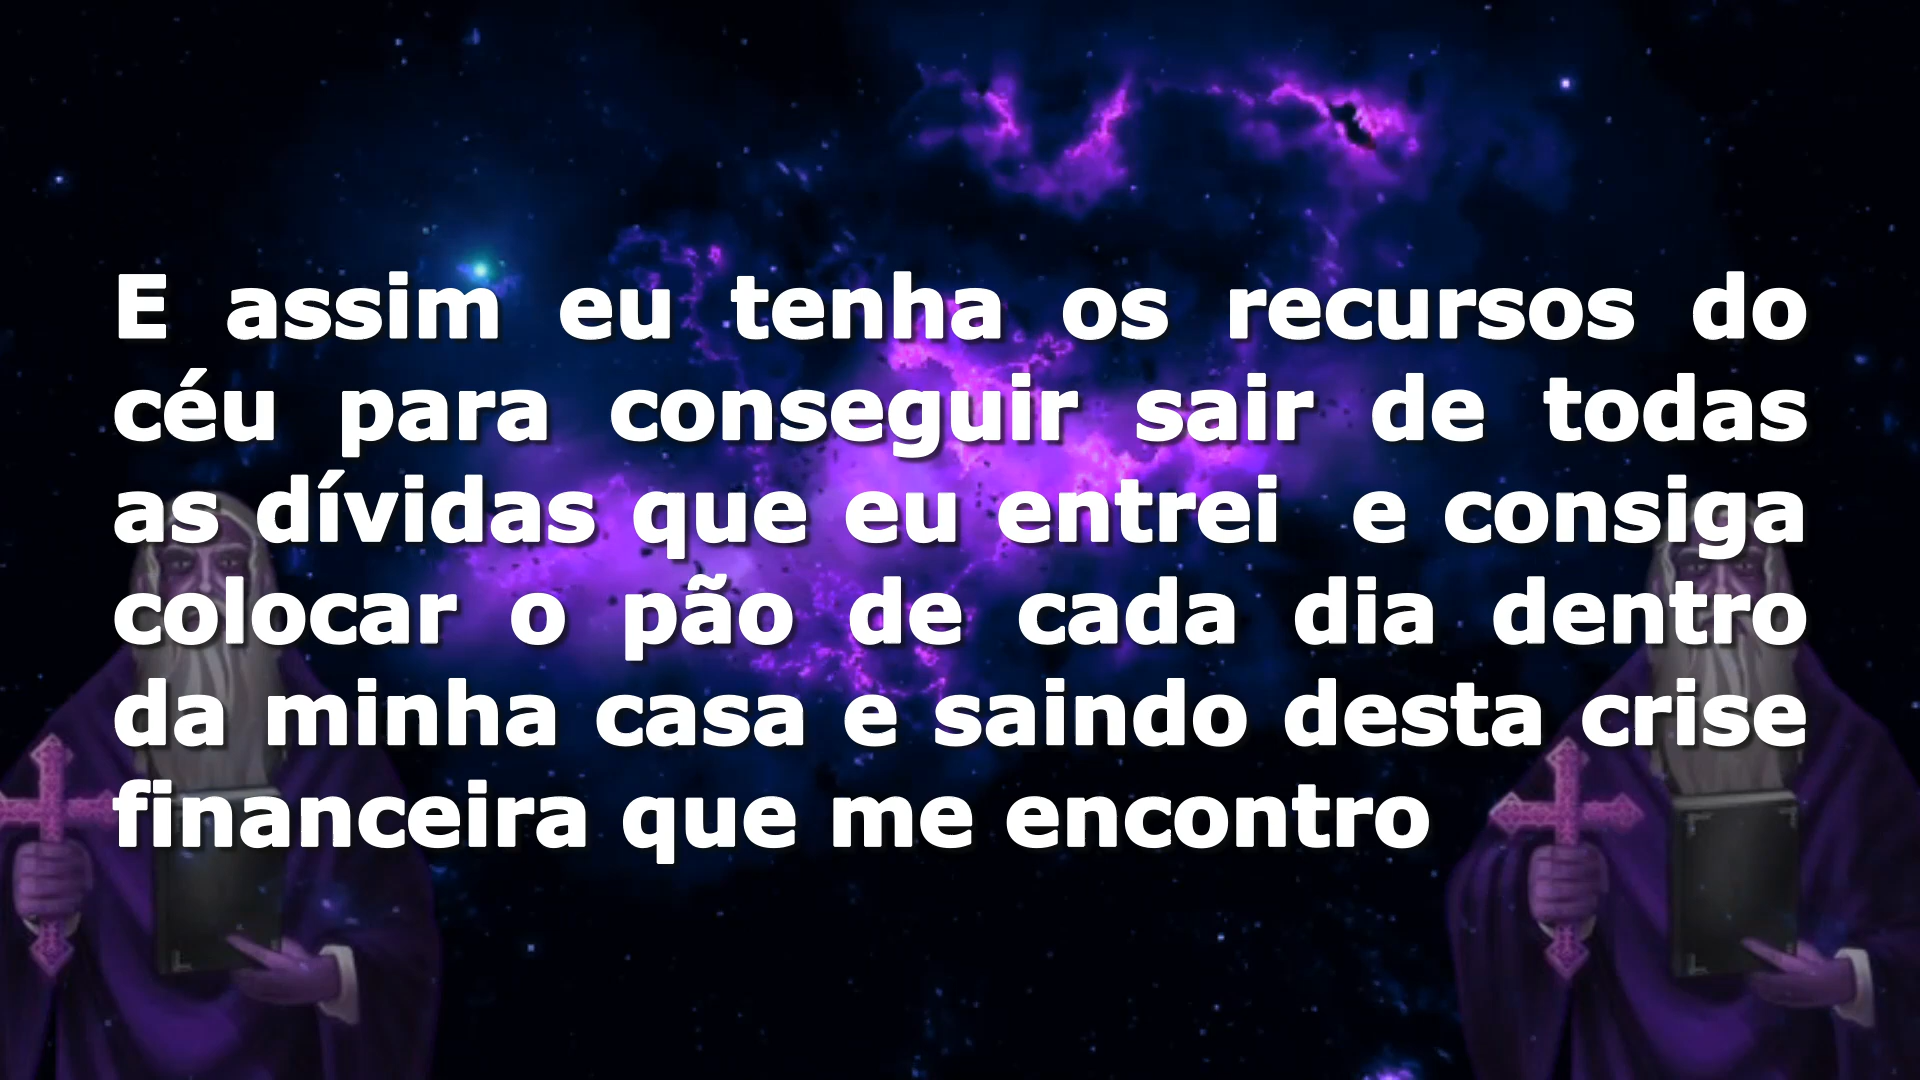 E assim eu tenha os recursos do
céu para conseguir sair de todas
as dívidas que eu entrei e consiga
colocar o pão de cada dia dentro
da minha casa e saindo desta crise
financeira que me encontro